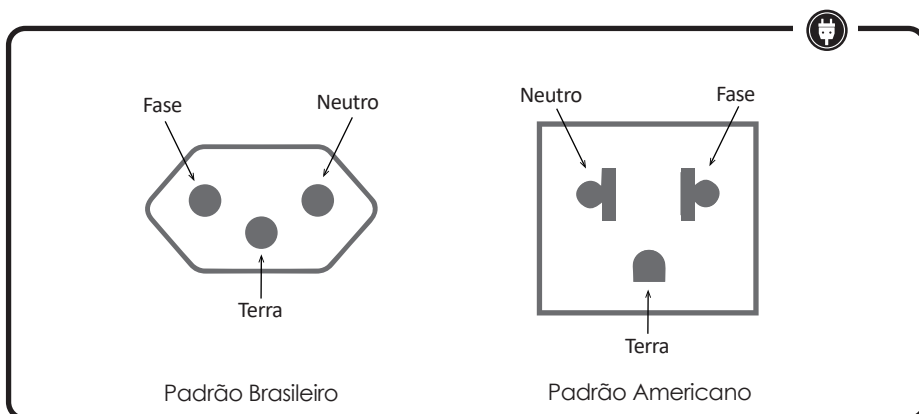 Fase
Neutro
Terra
Padrão Brasileiro
Neutro
Fase
Terra
Padrão Americano